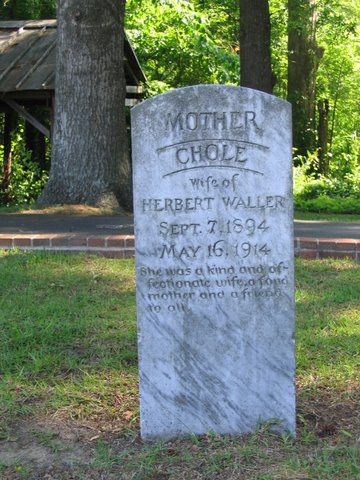 MOTHER
CHOLE
Wife of
HERBERT WALLER
SEPT. 7, 1894
MAY 16, 1914
She was a kind and af-
fectionate wife, a fond
mother and a friend
to all.